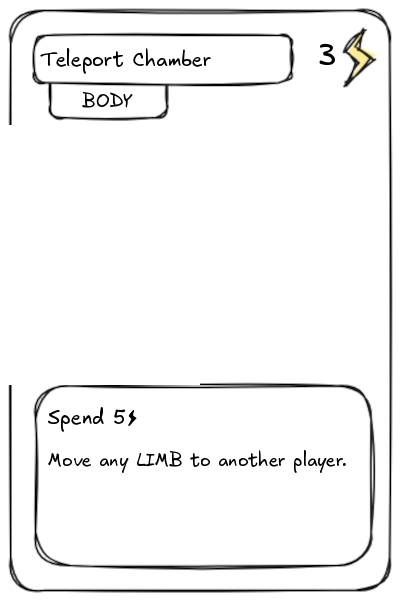 Teleport Chamber
3⚡
BODY
Spend 5⚡
Move any LIMB to another player.